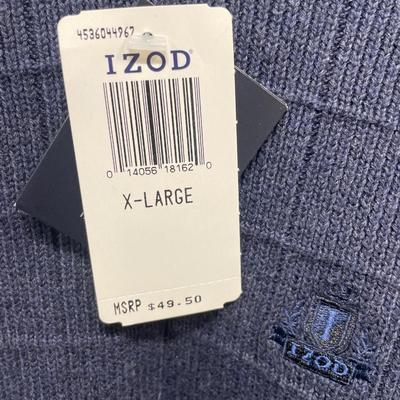 4536044967
IZOD
0 14056 18162 0
X-LARGE
MSRP $49.50
I
IZOD